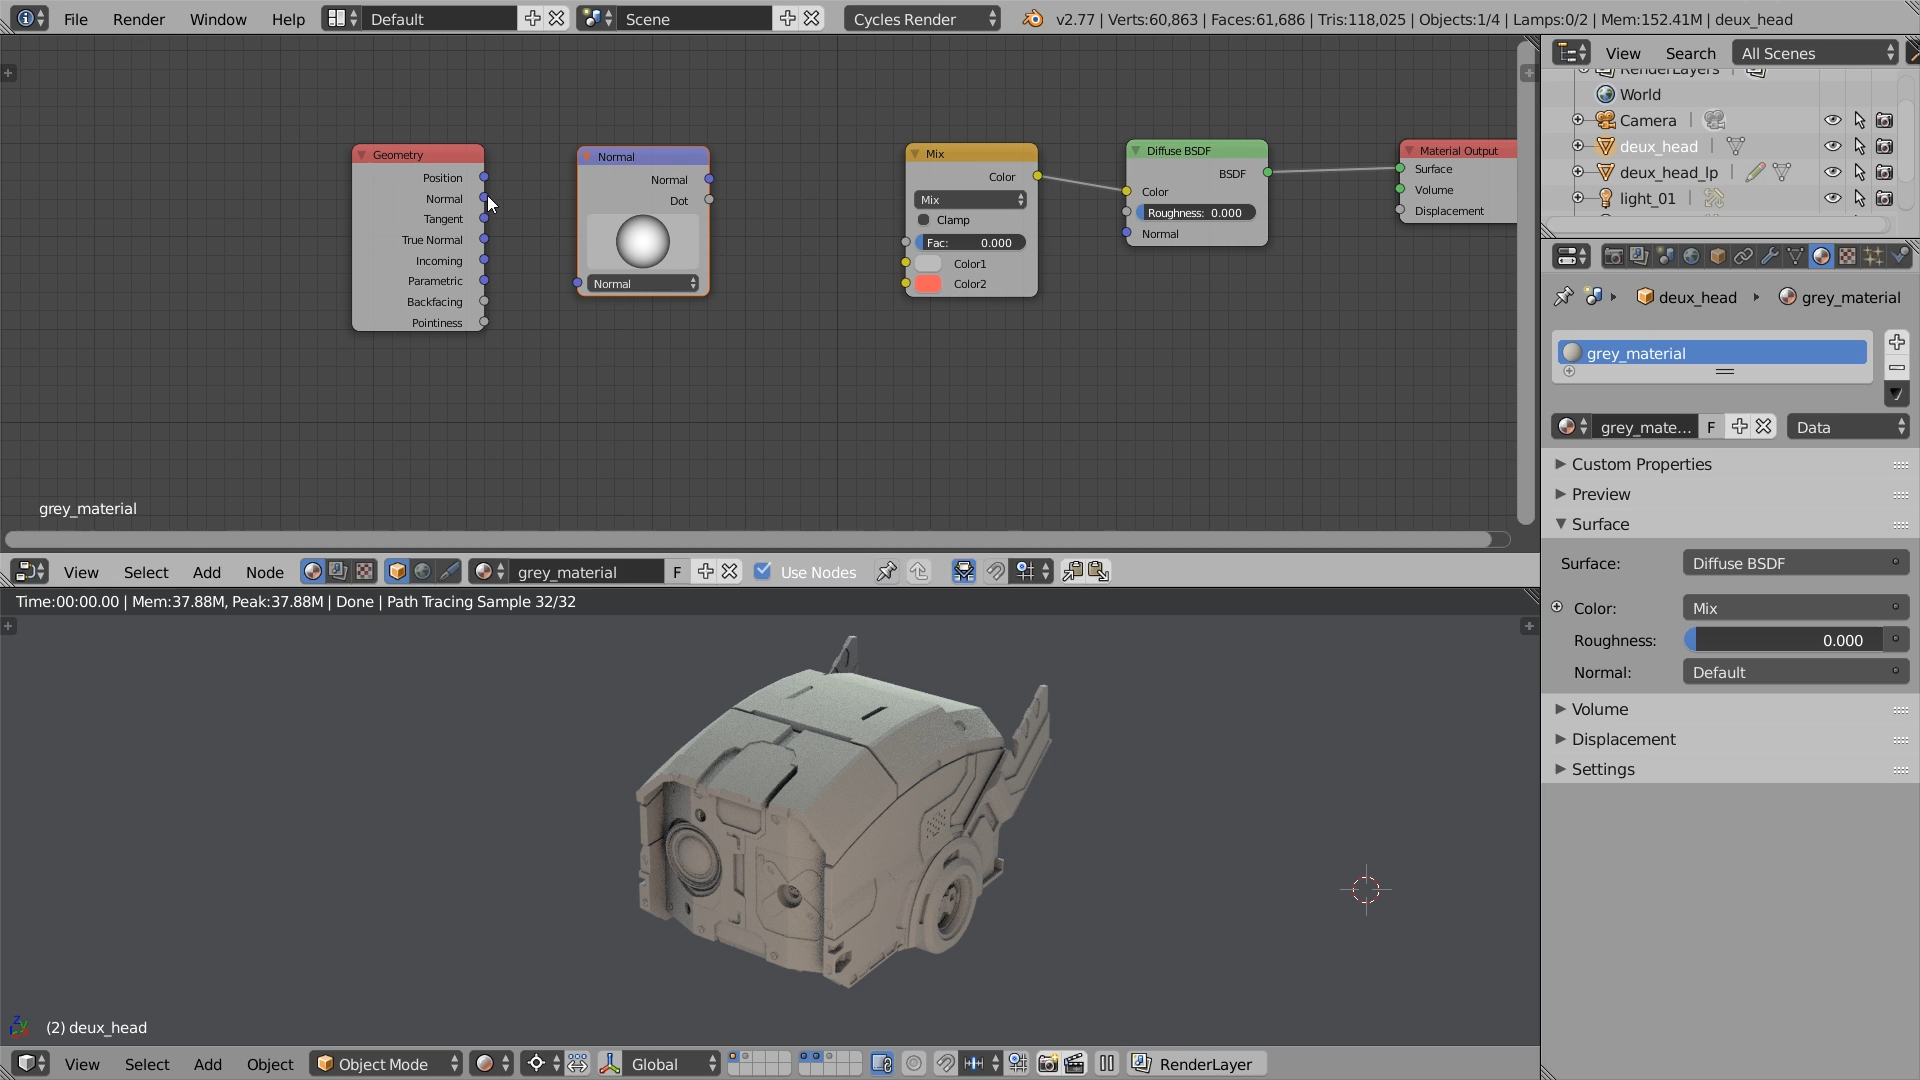 File Render Window Help Default Scene Cycles Render v2.77 | Verts:60,863 | Faces:61,686 | Tris:118,025 | Objects:1/4 | Lamps:0/2 | Mem:152.41M | deux_head
View Search All Scenes
RenderLayers
World
Camera
deux_head
deux_head_lp
light_01
Geometry
Position
Normal
Tangent
True Normal
Incoming
Parametric
Backfacing
Pointiness
Normal
Normal
Dot
Normal
Mix
Color
Mix
Clamp
Fac: 0.000
Color1
Color2
Diffuse BSDF
BSDF
Color
Roughness: 0.000
Normal
Material Output
Surface
Volume
Displacement
grey_material
View Select Add Node grey_material F Use Nodes
Time:00:00.00 | Mem:37.88M, Peak:37.88M | Done | Path Tracing Sample 32/32
(2) deux_head
View Select Add Object Object Mode Global RenderLayer
deux_head grey_material
grey_material
grey_mate... F Data
Custom Properties
Preview
Surface
Surface: Diffuse BSDF
Color: Mix
Roughness: 0.000
Normal: Default
Volume
Displacement
Settings